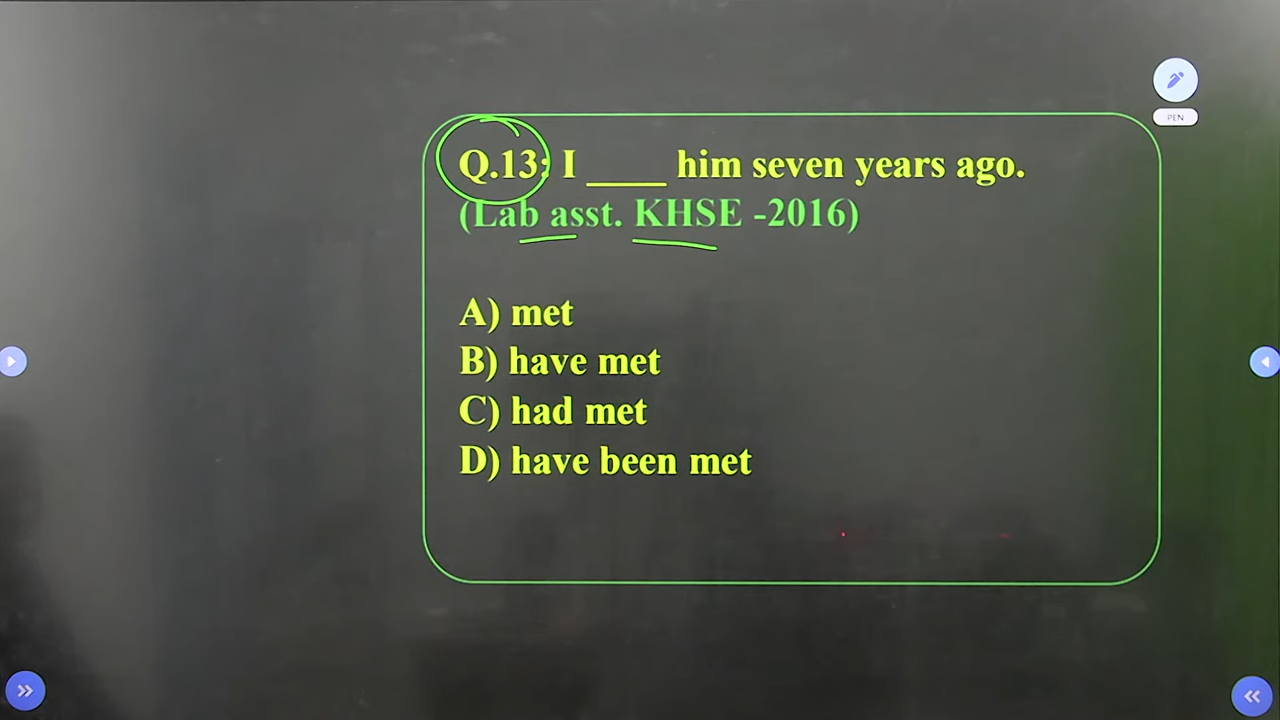 PEN
Q.13: I ____ him seven years ago.
(Lab asst. KHSE -2016)
A) met
B) have met
C) had met
D) have been met